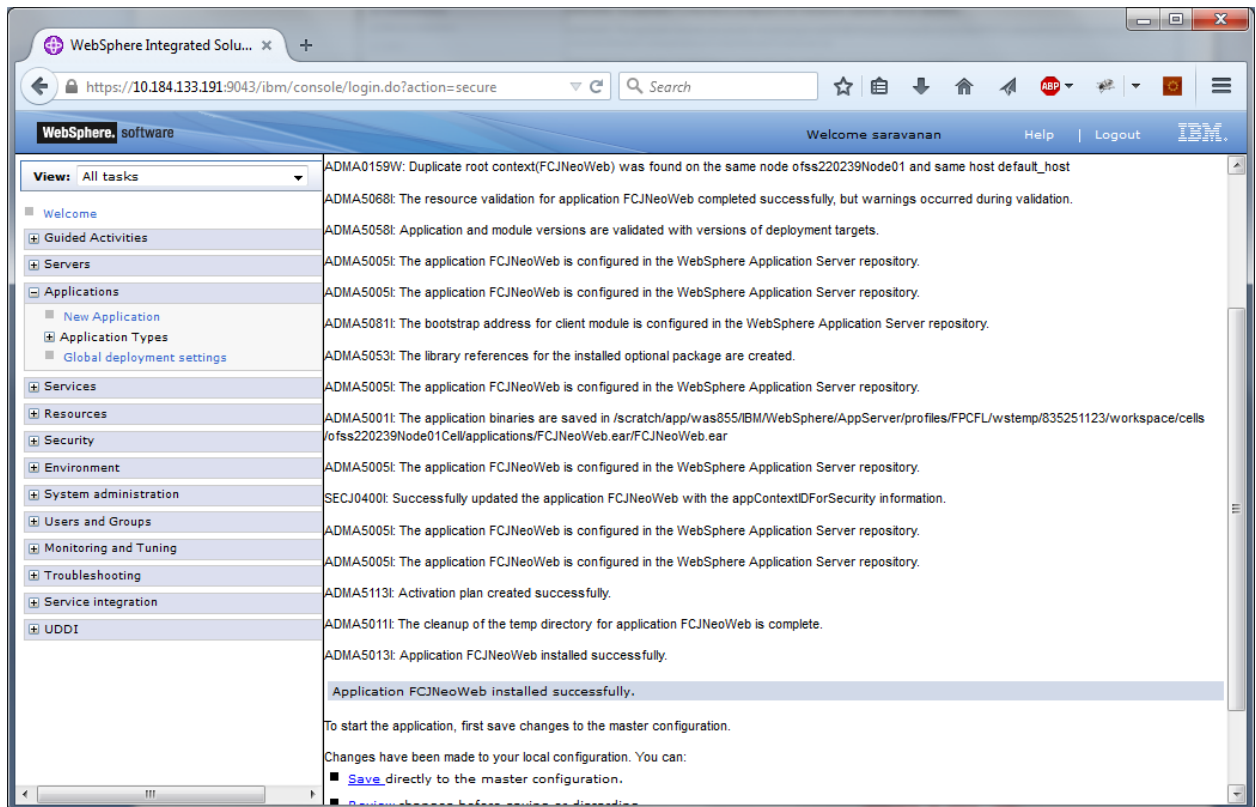 WebSphere Integrated Solu...
https://10.184.133.191:9043/ibm/console/login.do?action=secure
Search
ABP
WebSphere. software
Welcome saravanan
Help | Logout
IBM.
View: All tasks
Welcome
Guided Activities
Servers
Applications
New Application
Application Types
Global deployment settings
Services
Resources
Security
Environment
System administration
Users and Groups
Monitoring and Tuning
Troubleshooting
Service integration
UDDI
ADMA0159W: Duplicate root context(FCJNeoWeb) was found on the same node ofss220239Node01 and same host default_host
ADMA5068I: The resource validation for application FCJNeoWeb completed successfully, but warnings occurred during validation.
ADMA5058I: Application and module versions are validated with versions of deployment targets.
ADMA5005I: The application FCJNeoWeb is configured in the WebSphere Application Server repository.
ADMA5005I: The application FCJNeoWeb is configured in the WebSphere Application Server repository.
ADMA5081I: The bootstrap address for client module is configured in the WebSphere Application Server repository.
ADMA5053I: The library references for the installed optional package are created.
ADMA5005I: The application FCJNeoWeb is configured in the WebSphere Application Server repository.
ADMA5001I: The application binaries are saved in /scratch/app/was855/IBM/WebSphere/AppServer/profiles/FPCFL/wstemp/835251123/workspace/cells
/ofss220239Node01Cell/applications/FCJNeoWeb.ear/FCJNeoWeb.ear
ADMA5005I: The application FCJNeoWeb is configured in the WebSphere Application Server repository.
SECJ0400I: Successfully updated the application FCJNeoWeb with the appContextIDForSecurity information.
ADMA5005I: The application FCJNeoWeb is configured in the WebSphere Application Server repository.
ADMA5005I: The application FCJNeoWeb is configured in the WebSphere Application Server repository.
ADMA5113I: Activation plan created successfully.
ADMA5011I: The cleanup of the temp directory for application FCJNeoWeb is complete.
ADMA5013I: Application FCJNeoWeb installed successfully.
Application FCJNeoWeb installed successfully.
To start the application, first save changes to the master configuration.
Changes have been made to your local configuration. You can:
Save directly to the master configuration.
Review changes before saving or discarding.